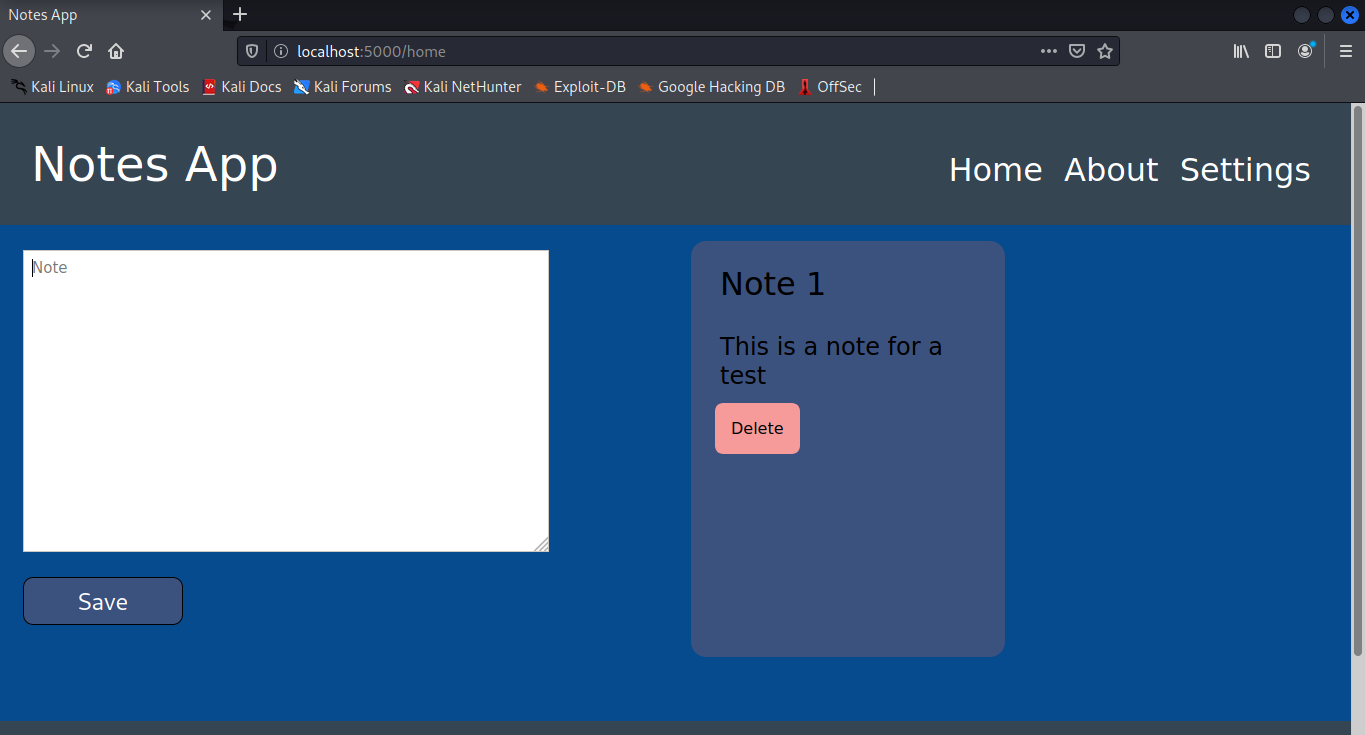 Notes App
localhost:5000/home
Kali Linux Kali Tools Kali Docs Kali Forums Kali NetHunter Exploit-DB Google Hacking DB OffSec
Notes App
Home About Settings
Note
Save
Note 1
This is a note for a
test
Delete